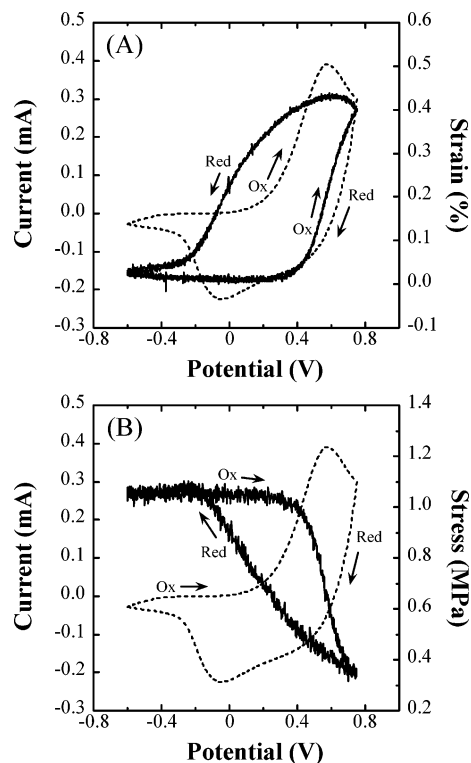 (A)
0.5
0.4
0.3
0.2
0.1
0.0
-0.1
-0.2
-0.3
Current (mA)
0.6
0.5
0.4
0.3
0.2
0.1
0.0
-0.1
Strain (%)
Red
Ox
Ox
Red
-0.8
-0.4
0
0.4
0.8
Potential (V)
(B)
0.5
0.4
0.3
0.2
0.1
0.0
-0.1
-0.2
-0.3
Current (mA)
1.4
1.2
1.0
0.8
0.6
0.4
0.2
Stress (MPa)
Ox
Red
Red
Ox
-0.8
-0.4
0
0.4
0.8
Potential (V)